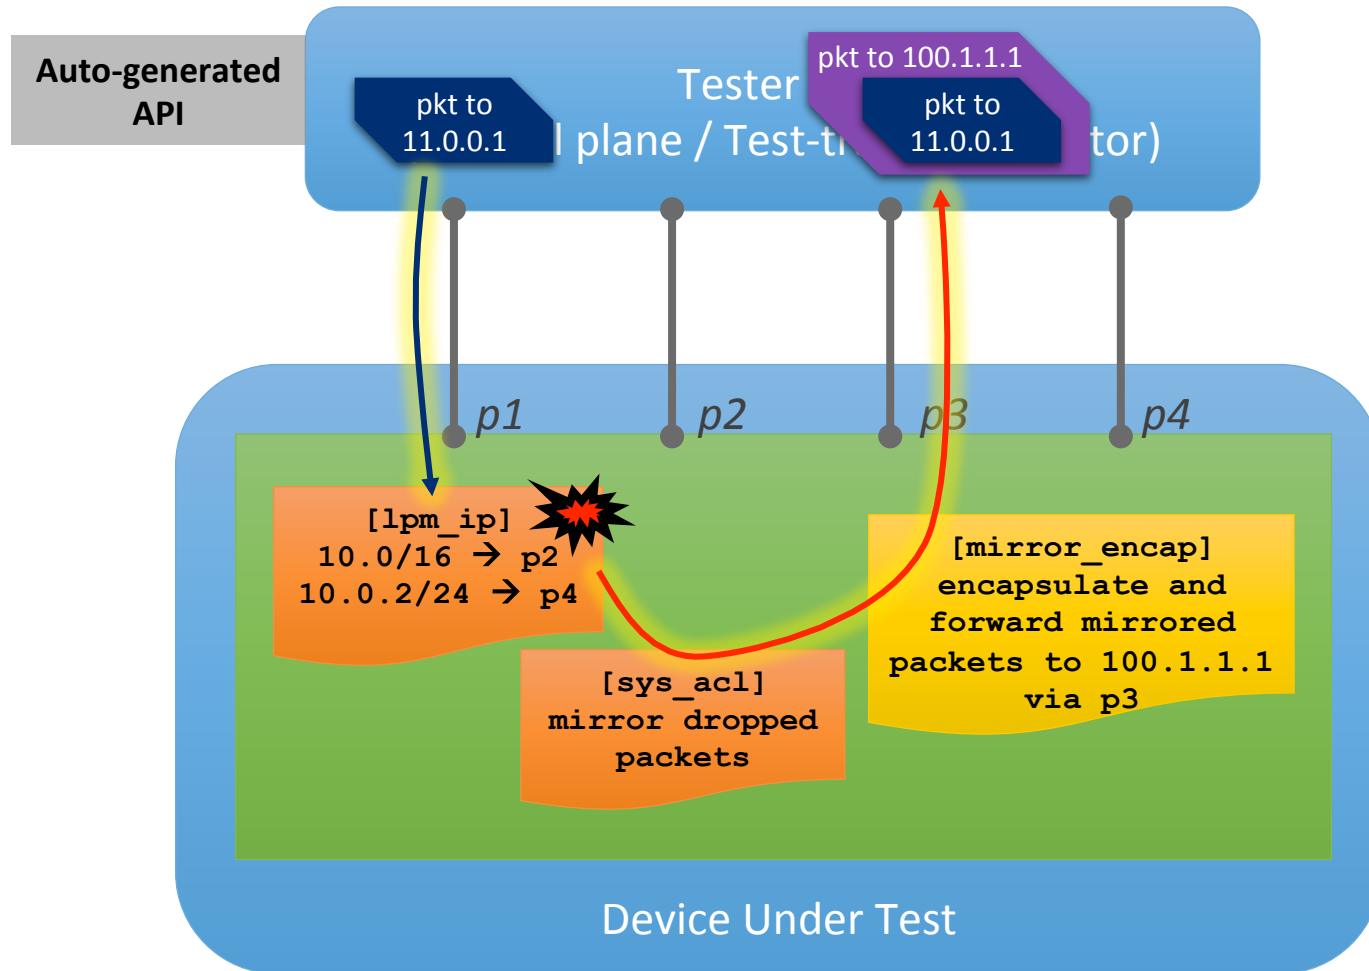 Auto-generated
API
pkt to
11.0.0.1
Tester
l plane / Test-tr
tor)
pkt to 100.1.1.1
pkt to
11.0.0.1
p1
p2
p3
p4
[lpm_ip]
10.0/16 → p2
10.0.2/24 → p4
[sys_acl]
mirror dropped
packets
[mirror_encap]
encapsulate and
forward mirrored
packets to 100.1.1.1
via p3
Device Under Test